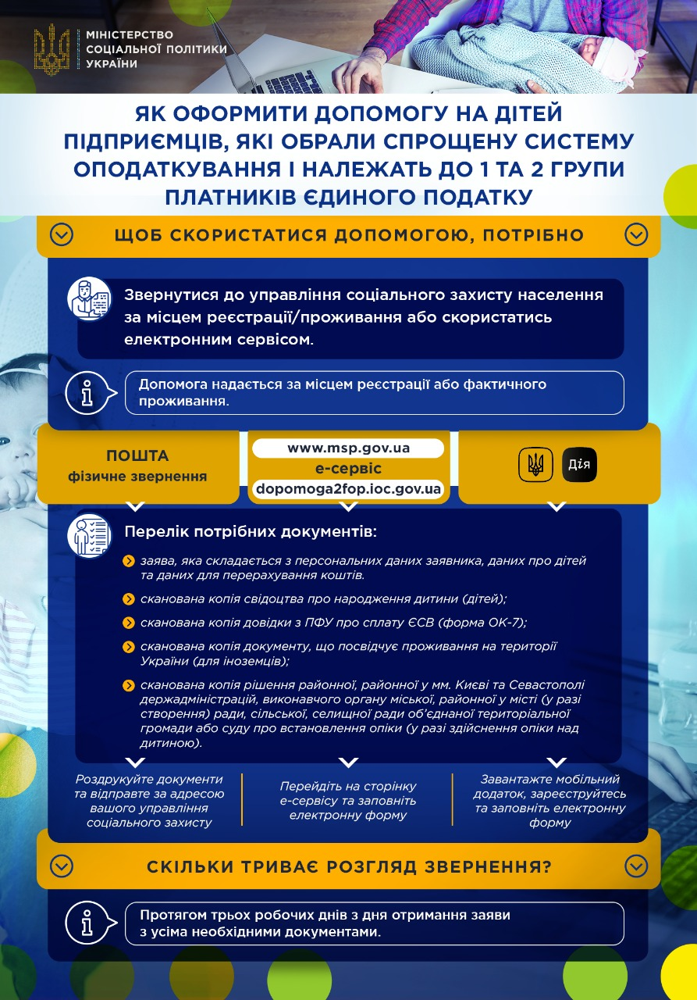 МІНІСТЕРСТВО
СОЦІАЛЬНОЇ ПОЛІТИКИ
УКРАЇНИ
ЯК ОФОРМИТИ ДОПОМОГУ НА ДІТЕЙ
ПІДПРИЄМЦІВ, ЯКІ ОБРАЛИ СПРОЩЕНУ СИСТЕМУ
ОПОДАТКУВАННЯ І НАЛЕЖАТЬ ДО 1 ТА 2 ГРУПИ
ПЛАТНИКІВ ЄДИНОГО ПОДАТКУ
ЩОБ СКОРИСТАТИСЯ ДОПОМОГОЮ, ПОТРІБНО
Звернутися до управління соціального захисту населення
за місцем реєстрації/проживання або скористатись
електронним сервісом.
Допомога надається за місцем реєстрації або фактичного
проживання.
ПОШТА
фізичне звернення
www.msp.gov.ua
е-сервіс
dopomoga2fop.ioc.gov.ua
Дія
Перелік потрібних документів:
заява, яка складається з персональних даних заявника, даних про дітей
та даних для перерахування коштів.
сканована копія свідоцтва про народження дитини (дітей);
сканована копія довідки з ПФУ про сплату ЄСВ (форма ОК-7);
сканована копія документу, що посвідчує проживання на території
України (для іноземців);
сканована копія рішення районної, районної у мм. Києві та Севастополі
держадміністрацій, виконавчого органу міської, районної у місті (у разі
створення) ради, сільської, селищної ради об'єднаної територіальної
громади або суду про встановлення опіки (у разі здійснення опіки над
дитиною).
Роздрукуйте документи
та відправте за адресою
вашого управління
соціального захисту
Перейдіть на сторінку
е-сервісу та заповніть
електронну форму
Завантажте мобільний
додаток, зареєструйтесь
та заповніть електронну
форму
СКІЛЬКИ ТРИВАЄ РОЗГЛЯД ЗВЕРНЕННЯ?
Протягом трьох робочих днів з дня отримання заяви
з усіма необхідними документами.